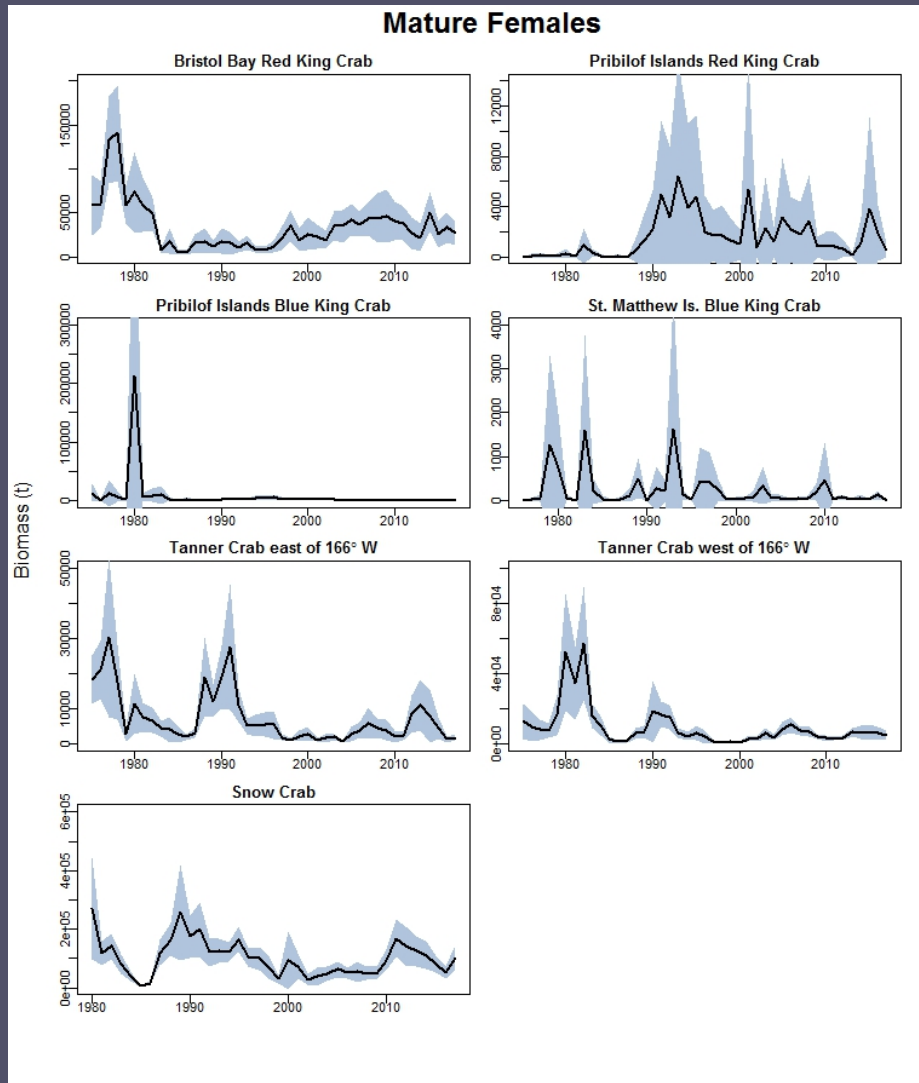 Mature Females
Bristol Bay Red King Crab
150000
50000
0
1980 1990 2000 2010
Pribilof Islands Red King Crab
12000
8000
4000
0
1980 1990 2000 2010
Pribilof Islands Blue King Crab
300000
200000
100000
0
1980 1990 2000 2010
St. Matthew Is. Blue King Crab
4000
3000
2000
1000
0
1980 1990 2000 2010
Biomass (t)
Tanner Crab east of 166° W
50000
30000
10000
0
1980 1990 2000 2010
Tanner Crab west of 166° W
8e+04
4e+04
0e+00
1980 1990 2000 2010
Snow Crab
6e+05
4e+05
2e+05
0e+00
1980 1990 2000 2010